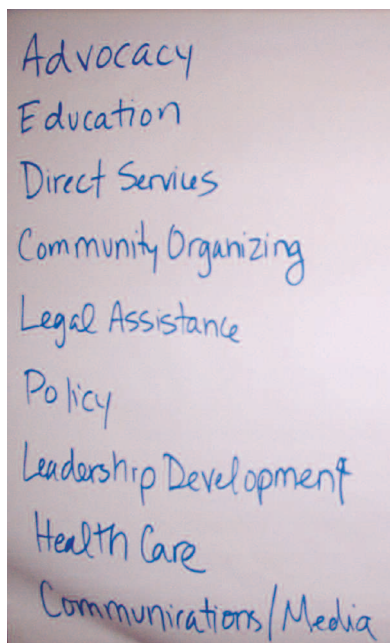 Advocacy
Education
Direct Services
Community Organizing
Legal Assistance
Policy
Leadership Development
Health Care
Communications/Media